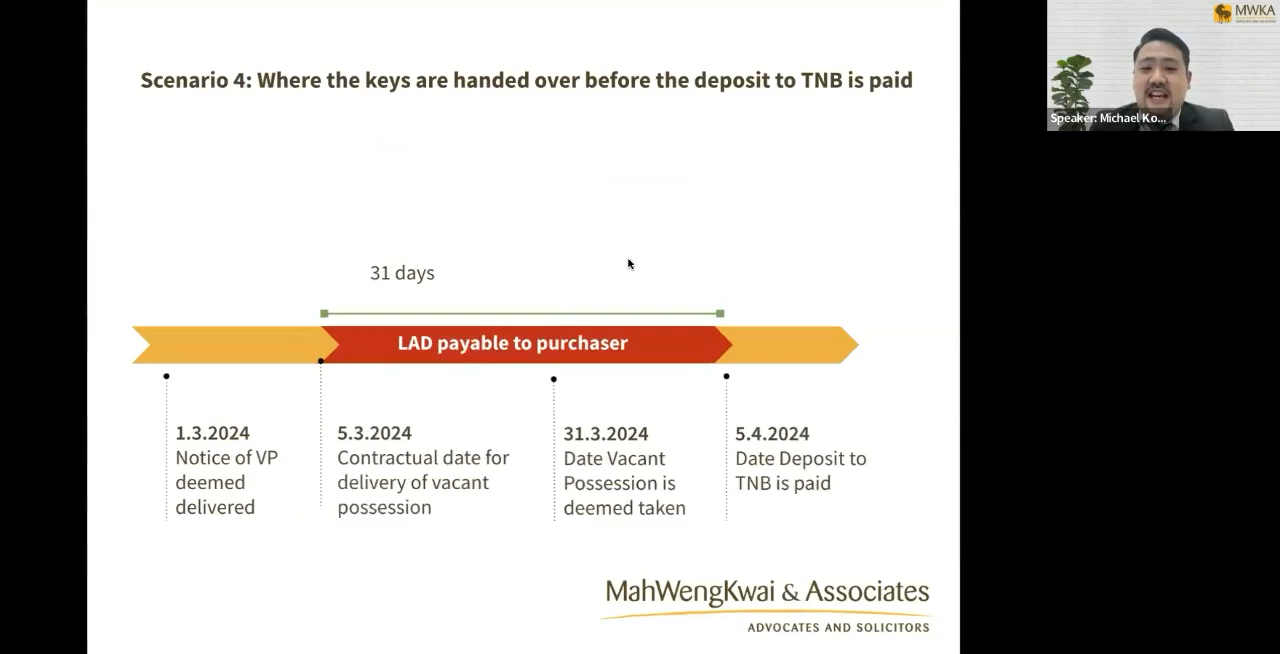 MWKA
Scenario 4: Where the keys are handed over before the deposit to TNB is paid
Speaker: Michael Ko...
31 days
LAD payable to purchaser
1.3.2024
Notice of VP
deemed
delivered
5.3.2024
Contractual date for
delivery of vacant
possession
31.3.2024
Date Vacant
Possession is
deemed taken
5.4.2024
Date Deposit to
TNB is paid
MahWengKwai & Associates
ADVOCATES AND SOLICITORS